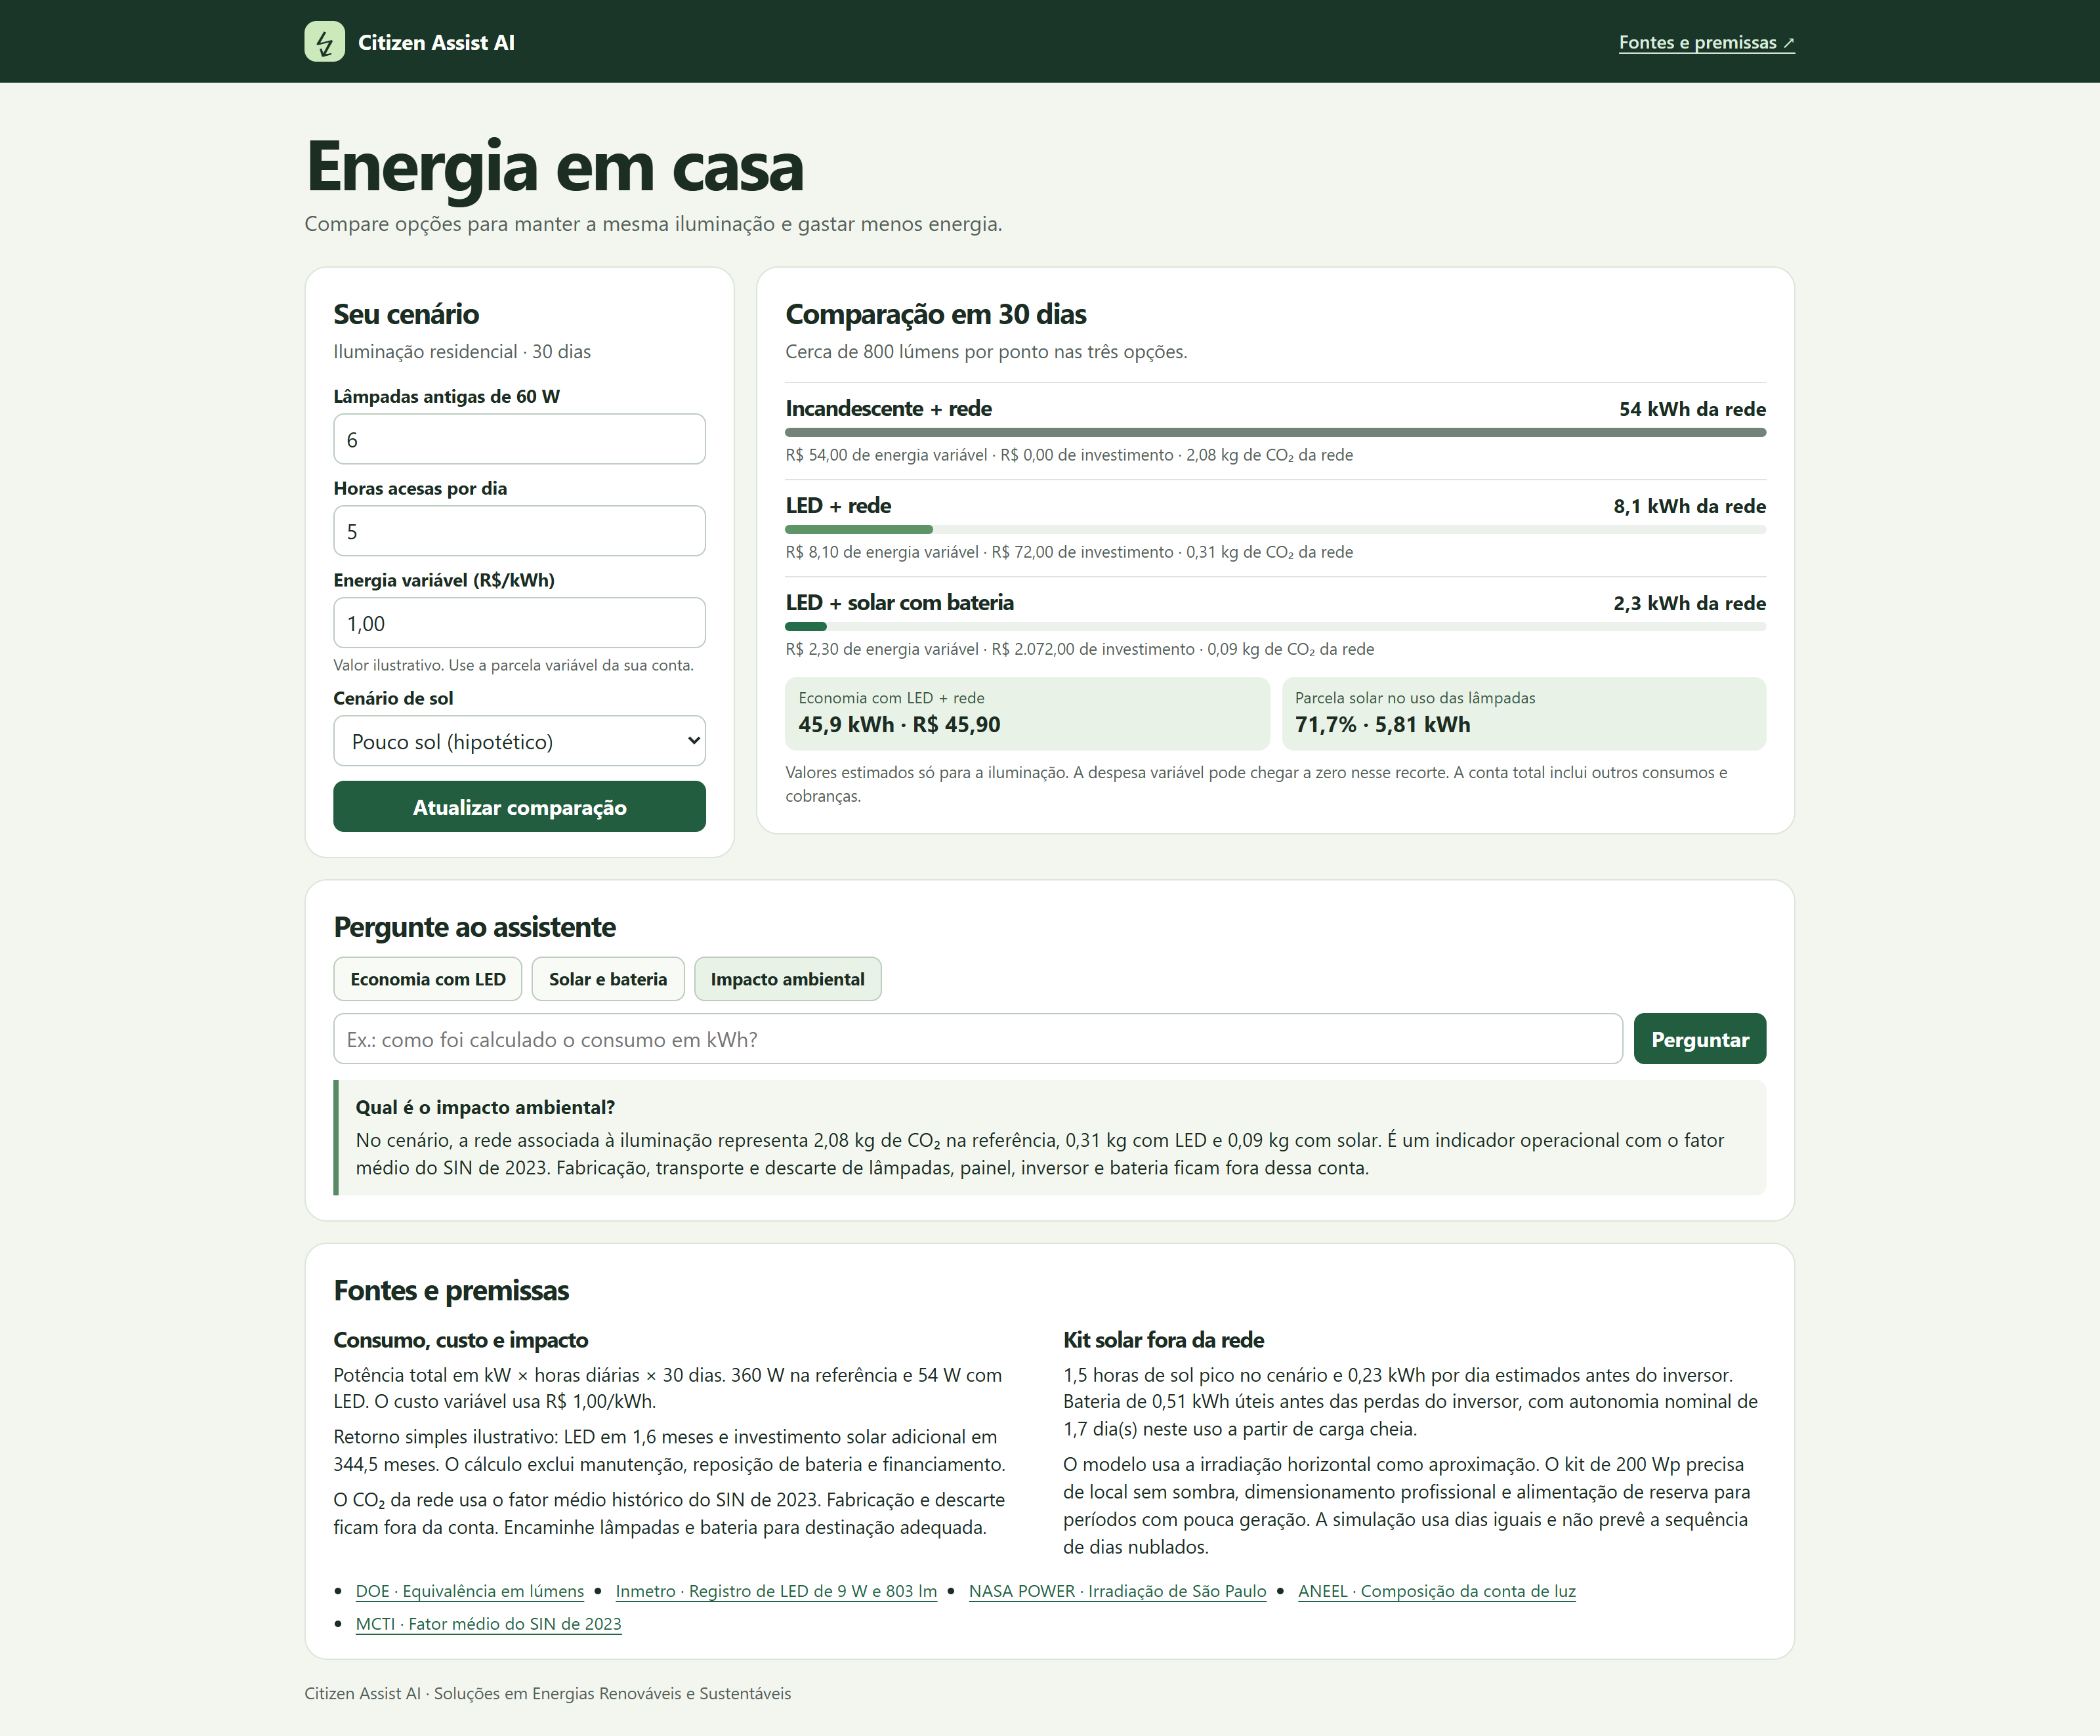 Citizen Assist AI
Fontes e premissas ↗
Energia em casa
Compare opções para manter a mesma iluminação e gastar menos energia.
Seu cenário
Iluminação residencial · 30 dias
Lâmpadas antigas de 60 W
6
Horas acesas por dia
5
Energia variável (R$/kWh)
1,00
Valor ilustrativo. Use a parcela variável da sua conta.
Cenário de sol
Pouco sol (hipotético)
Atualizar comparação
Comparação em 30 dias
Cerca de 800 lúmens por ponto nas três opções.
Incandescente + rede
54 kWh da rede
R$ 54,00 de energia variável · R$ 0,00 de investimento · 2,08 kg de CO₂ da rede
LED + rede
8,1 kWh da rede
R$ 8,10 de energia variável · R$ 72,00 de investimento · 0,31 kg de CO₂ da rede
LED + solar com bateria
2,3 kWh da rede
R$ 2,30 de energia variável · R$ 2.072,00 de investimento · 0,09 kg de CO₂ da rede
Economia com LED + rede
45,9 kWh · R$ 45,90
Parcela solar no uso das lâmpadas
71,7% · 5,81 kWh
Valores estimados só para a iluminação. A despesa variável pode chegar a zero nesse recorte. A conta total inclui outros consumos e
cobranças.
Pergunte ao assistente
Economia com LED
Solar e bateria
Impacto ambiental
Ex.: como foi calculado o consumo em kWh?
Perguntar
Qual é o impacto ambiental?
No cenário, a rede associada à iluminação representa 2,08 kg de CO₂ na referência, 0,31 kg com LED e 0,09 kg com solar. É um indicador operacional com o fator
médio do SIN de 2023. Fabricação, transporte e descarte de lâmpadas, painel, inversor e bateria ficam fora dessa conta.
Fontes e premissas
Consumo, custo e impacto
Potência total em kW × horas diárias × 30 dias. 360 W na referência e 54 W com
LED. O custo variável usa R$ 1,00/kWh.
Retorno simples ilustrativo: LED em 1,6 meses e investimento solar adicional em
344,5 meses. O cálculo exclui manutenção, reposição de bateria e financiamento.
O CO₂ da rede usa o fator médio histórico do SIN de 2023. Fabricação e descarte
ficam fora da conta. Encaminhe lâmpadas e bateria para destinação adequada.
Kit solar fora da rede
1,5 horas de sol pico no cenário e 0,23 kWh por dia estimados antes do inversor.
Bateria de 0,51 kWh úteis antes das perdas do inversor, com autonomia nominal de
1,7 dia(s) neste uso a partir de carga cheia.
O modelo usa a irradiação horizontal como aproximação. O kit de 200 Wp precisa
de local sem sombra, dimensionamento profissional e alimentação de reserva para
períodos com pouca geração. A simulação usa dias iguais e não prevê a sequência
de dias nublados.
• DOE · Equivalência em lúmens • Inmetro · Registro de LED de 9 W e 803 lm • NASA POWER · Irradiação de São Paulo • ANEEL · Composição da conta de luz
• MCTI · Fator médio do SIN de 2023
Citizen Assist AI · Soluções em Energias Renováveis e Sustentáveis